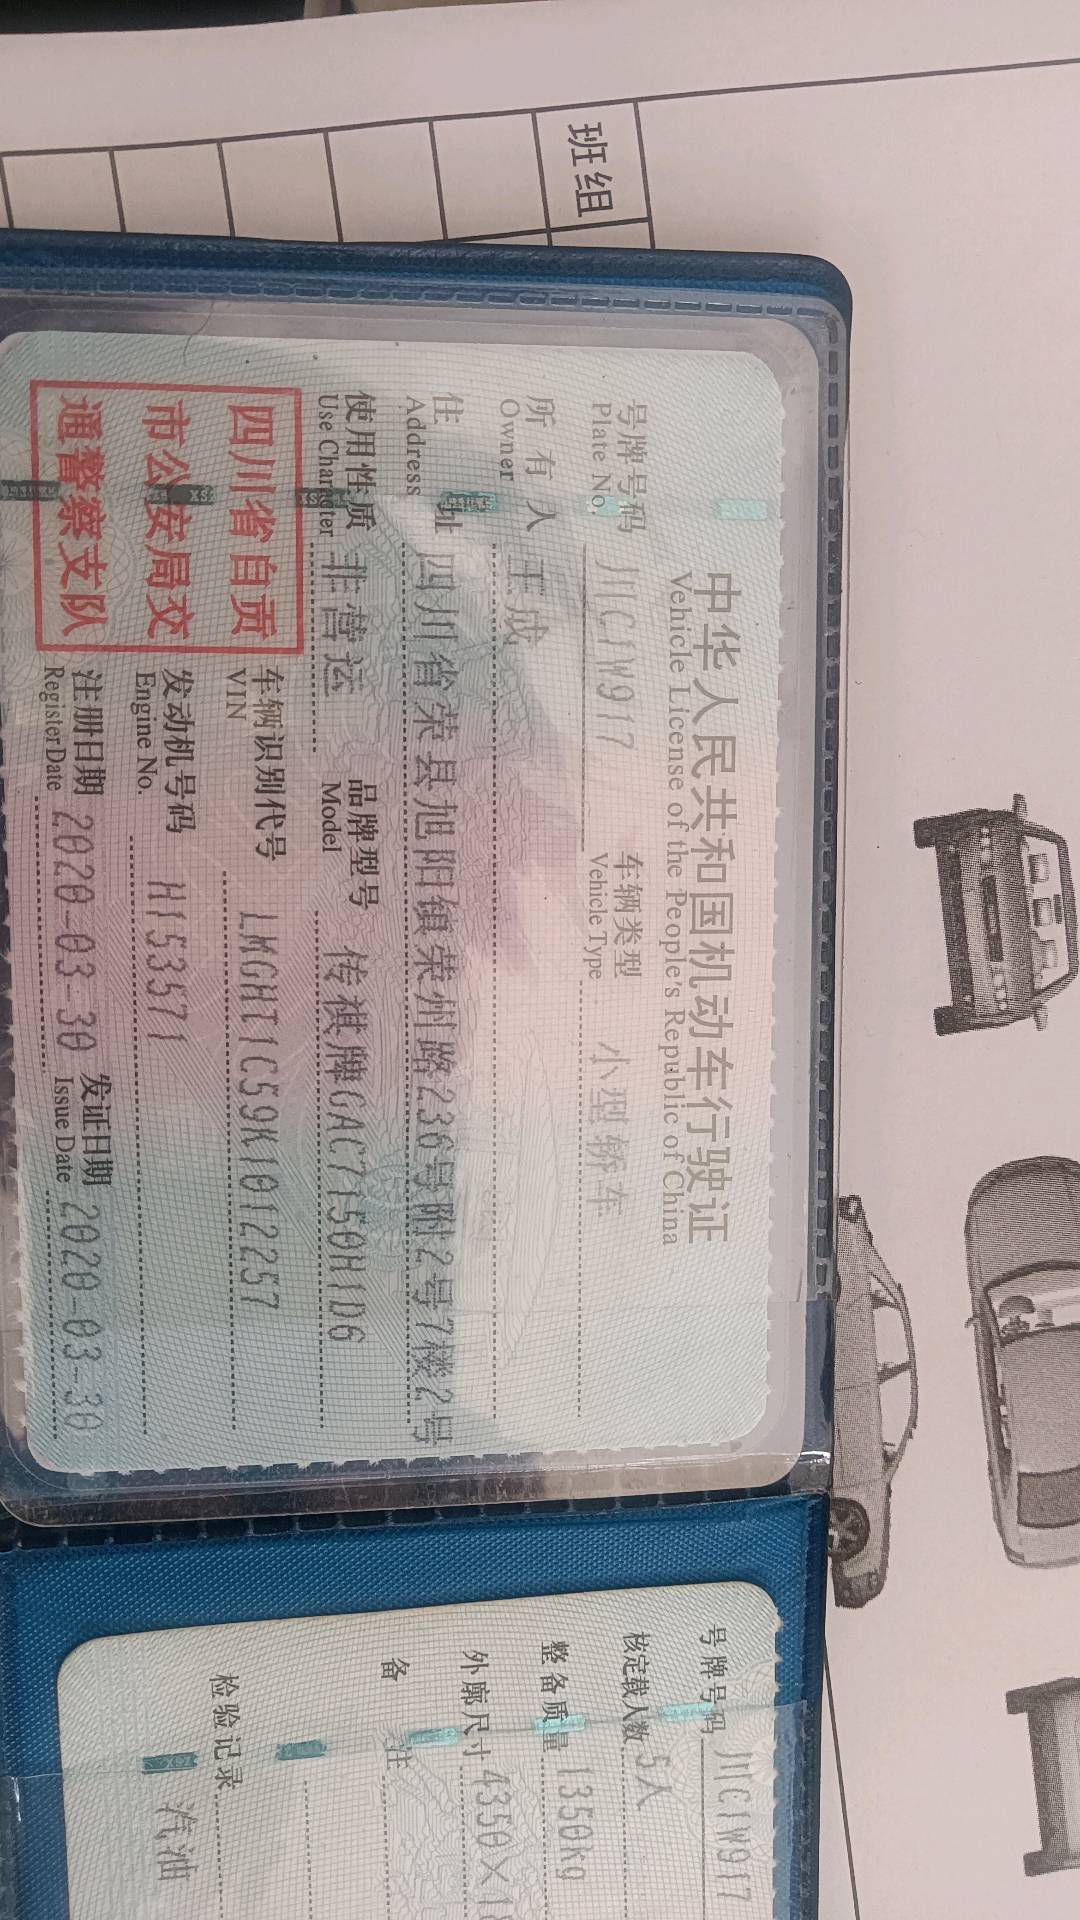 班组
中华人民共和国机动车行驶证
Vehicle License of the People's Republic of China
号牌号码 川C1W917 车辆类型 小型轿车
Plate No. Vehicle Type
所有人 王成
Owner
住址 四川省荣县旭阳镇荣州路236号附2号7楼2号
Address
使用性质 非营运 品牌型号 传祺牌GAC7150H1D6
Use Character Model
四川省自贡
市公安局交
通警察支队
车辆识别代号 LMGHT1C59K1012257
VIN
发动机号码 H153571
Engine No.
注册日期 2020-03-30 发证日期 2020-03-30
Register Date Issue Date
号牌号码 川C1W917
核定载人数 5人
整备质量 1350kg
外廓尺寸 4350×18
备注
检验记录
汽油